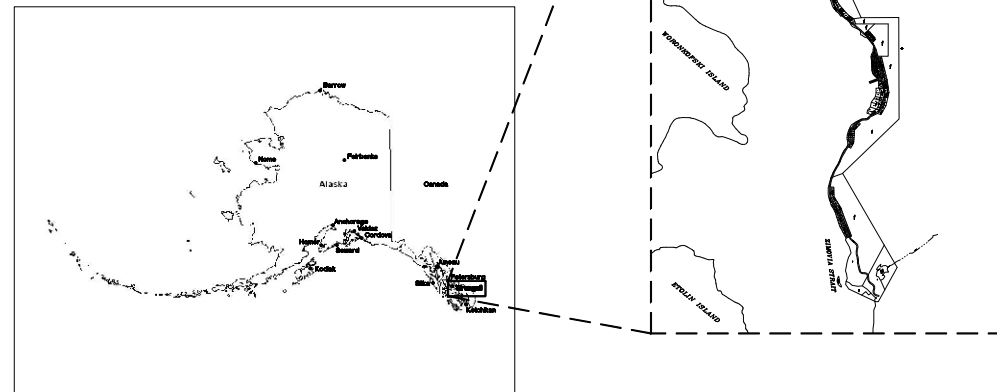 Barrow
Nome
Fairbanks
Alaska
Canada
Anchorage
Valdez
Cordova
Homer
Seward
Kodiak
Juneau
Petersburg
Sitka
Wrangell
Ketchikan
WORONKOFSKI ISLAND
ZIMOVIA STRAIT
ETOLIN ISLAND